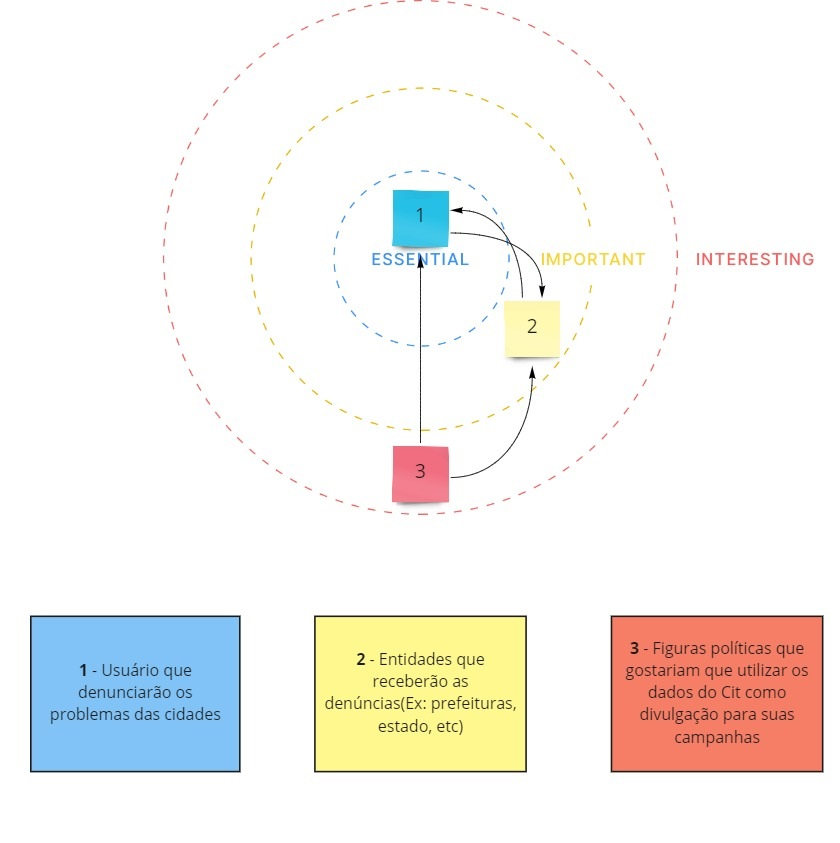 1
ESSENTIAL
IMPORTANT
INTERESTING
2
3
1 - Usuário que
denunciarão os
problemas das cidades
2 - Entidades que
receberão as
denúncias(Ex: prefeituras,
estado, etc)
3 - Figuras políticas que
gostariam que utilizar os
dados do Cit como
divulgação para suas
campanhas